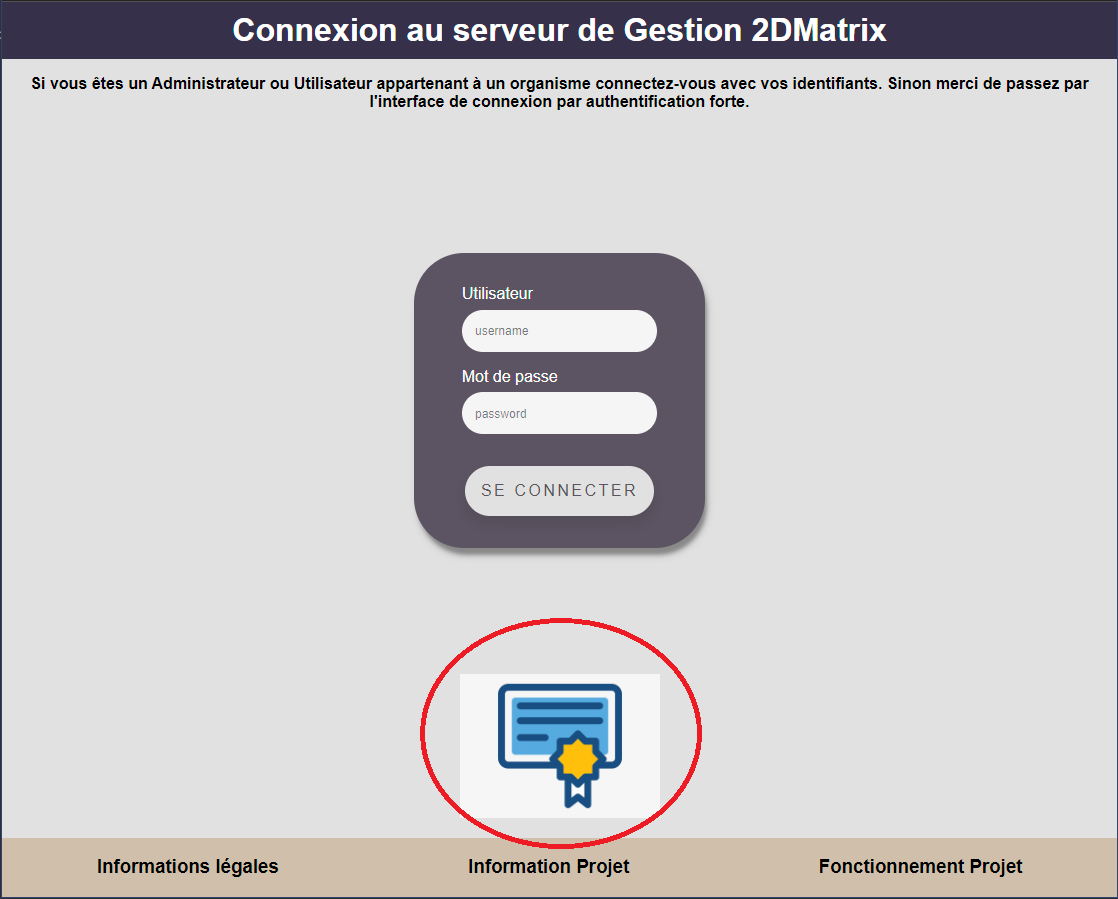 Connexion au serveur de Gestion 2DMatrix
Si vous êtes un Administrateur ou Utilisateur appartenant à un organisme connectez-vous avec vos identifiants. Sinon merci de passez par
l'interface de connexion par authentification forte.
Utilisateur
username
Mot de passe
password
SE CONNECTER
Informations légales
Information Projet
Fonctionnement Projet